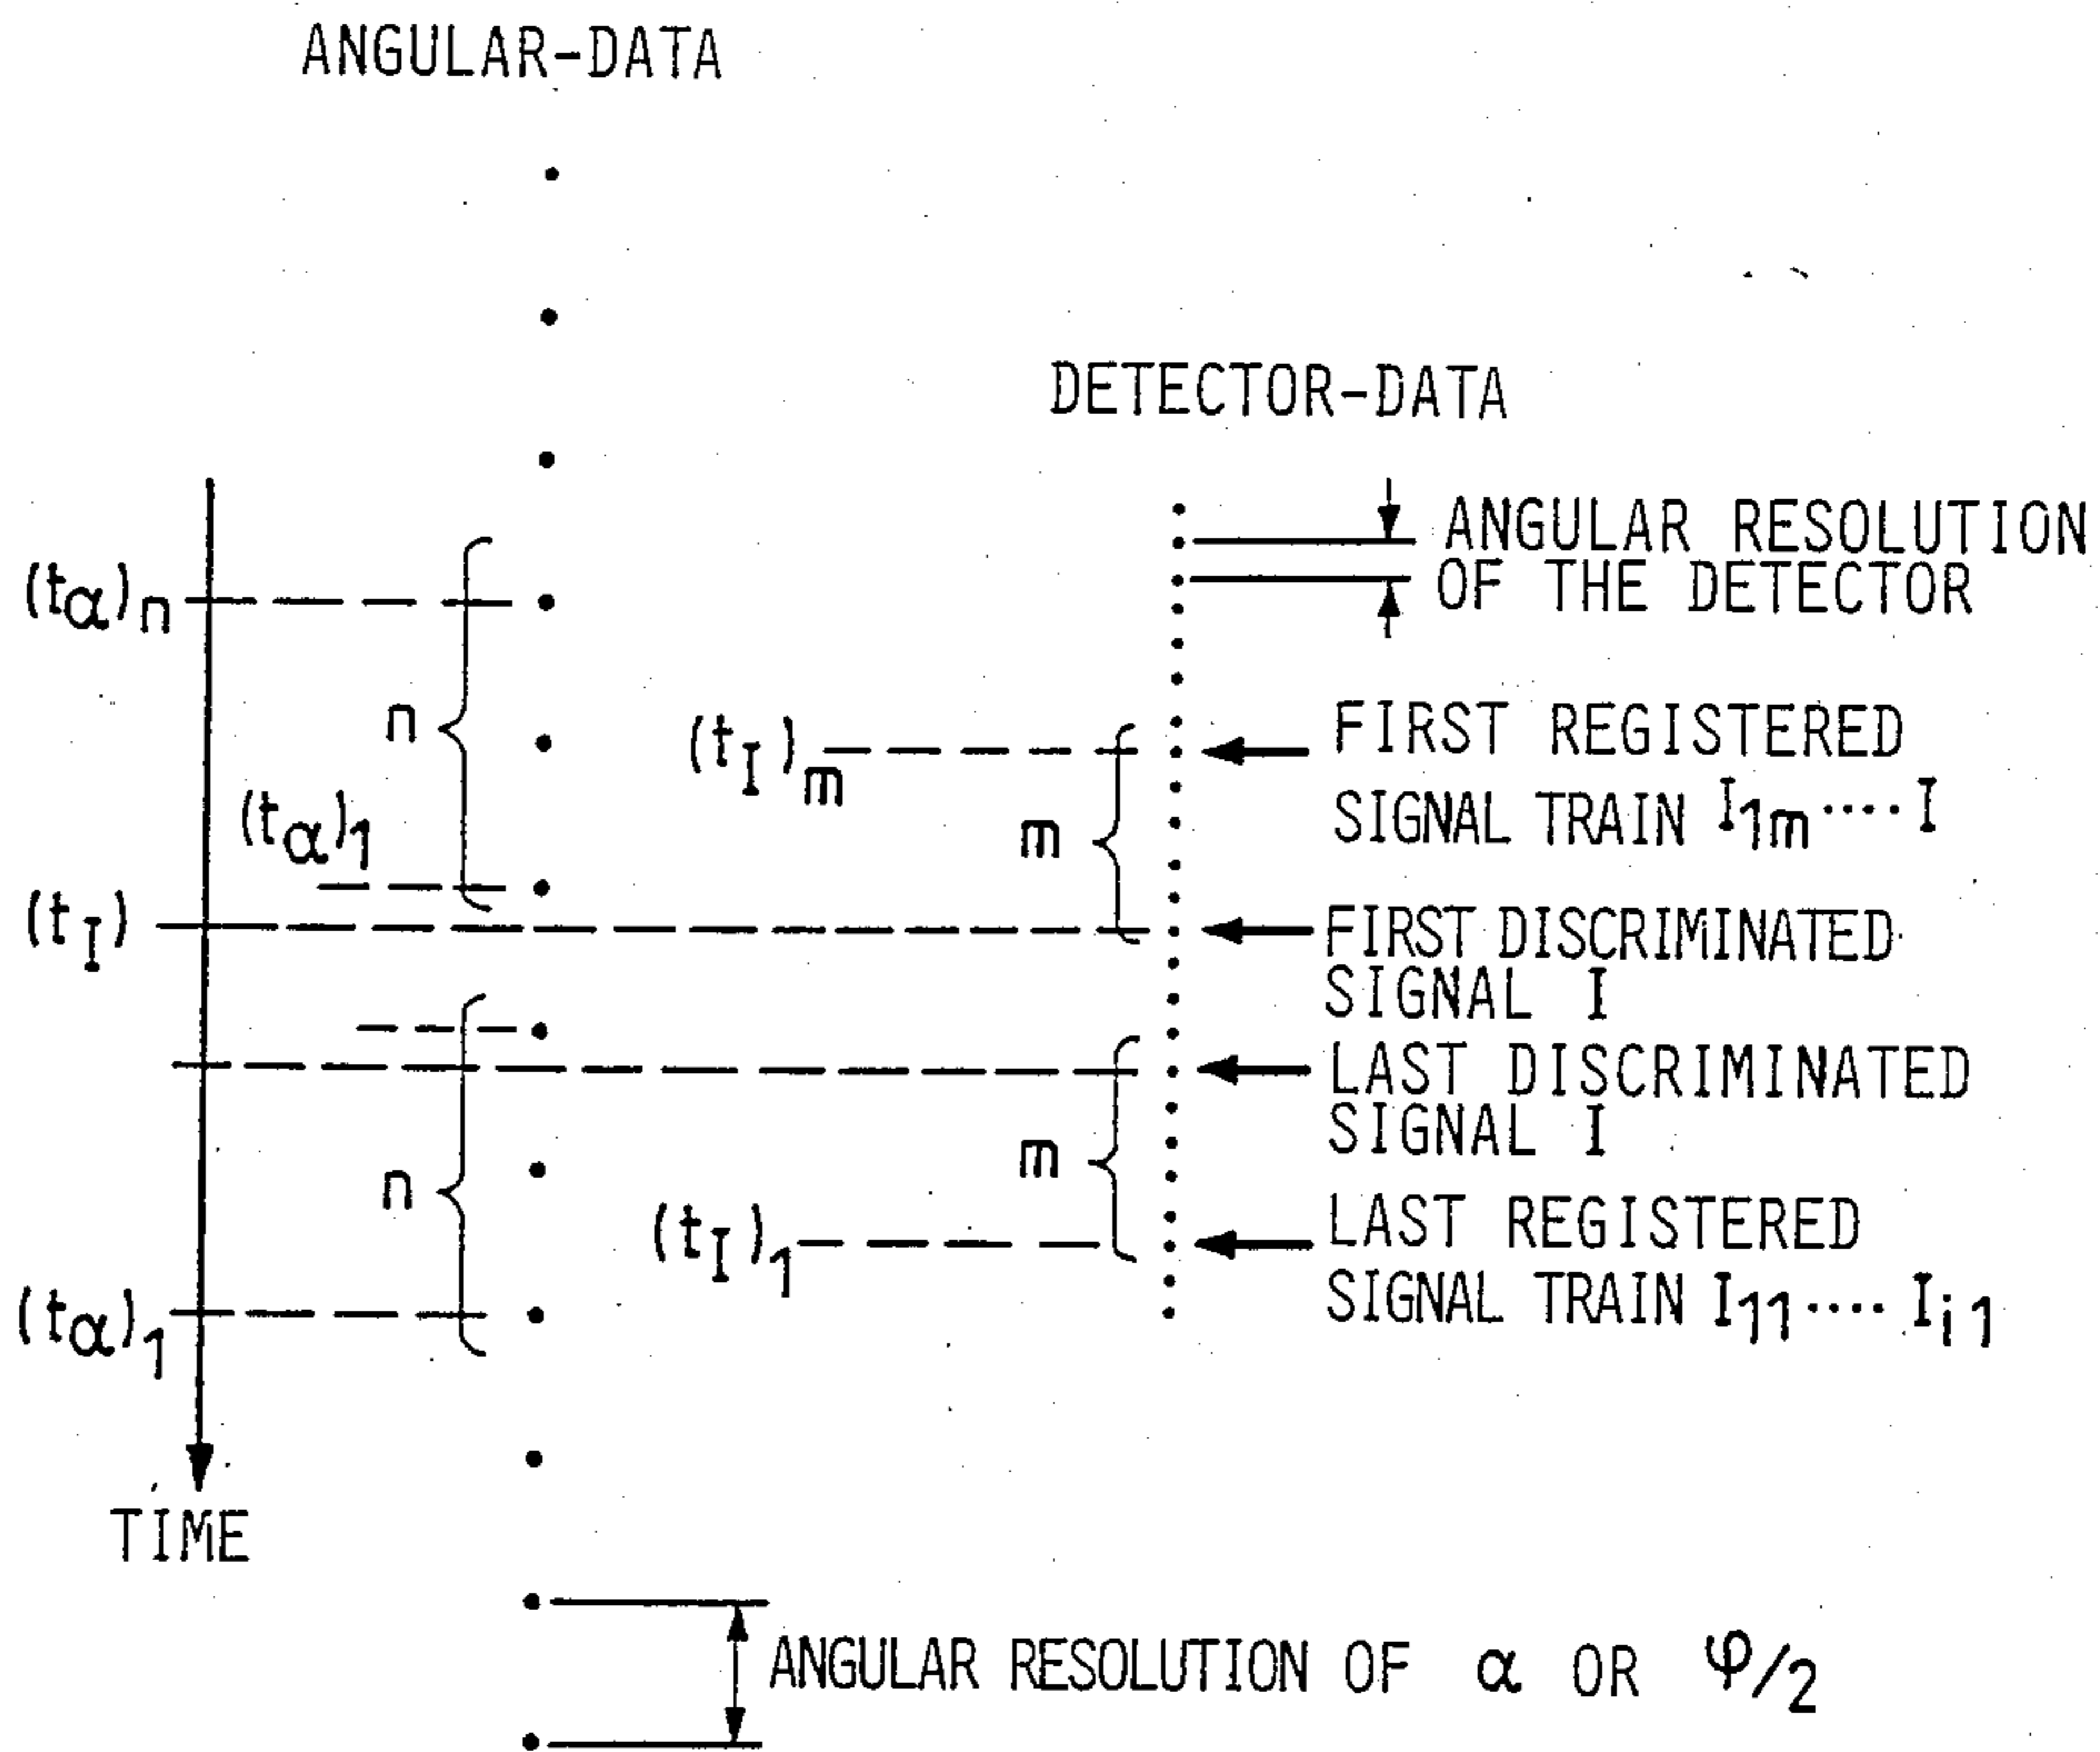 ANGULAR-DATA
DETECTOR-DATA
ANGULAR RESOLUTION
OF THE DETECTOR
(tα)n
n
(tI)m
FIRST REGISTERED
SIGNAL TRAIN I1m····I
(tα)1
m
(tI)
FIRST DISCRIMINATED
SIGNAL I
LAST DISCRIMINATED
SIGNAL I
m
n
(tI)1
LAST REGISTERED
SIGNAL TRAIN I11····Ii1
(tα)1
TIME
ANGULAR RESOLUTION OF α OR φ/2